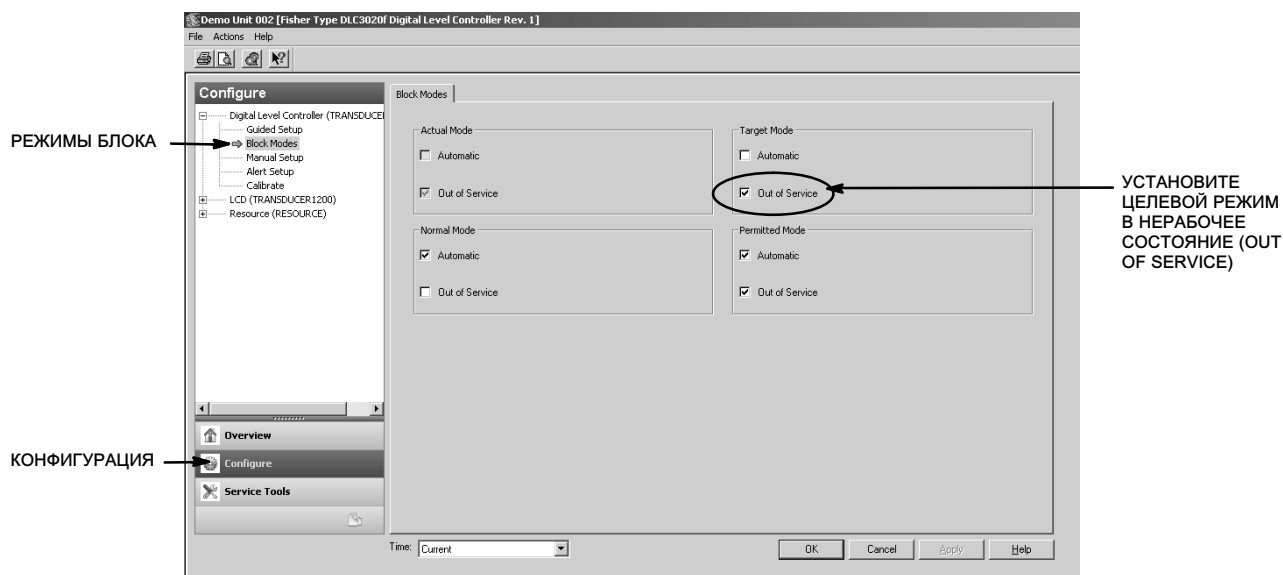 Demo Unit 002 [Fisher Type DLC3020f Digital Level Controller Rev. 1]
File Actions Help
Configure
Digital Level Controller (TRANSDUCE
Guided Setup
Block Modes
Manual Setup
Alert Setup
Calibrate
LCD (TRANSDUCER1200)
Resource (RESOURCE)
РЕЖИМЫ БЛОКА
Block Modes
Actual Mode
Automatic
Out of Service
Target Mode
Automatic
Out of Service
УСТАНОВИТЕ
ЦЕЛЕВОЙ РЕЖИМ
В НЕРАБОЧЕЕ
СОСТОЯНИЕ (OUT
OF SERVICE)
Normal Mode
Automatic
Out of Service
Permitted Mode
Automatic
Out of Service
Overview
КОНФИГУРАЦИЯ
Configure
Service Tools
Time: Current
OK Cancel Apply Help